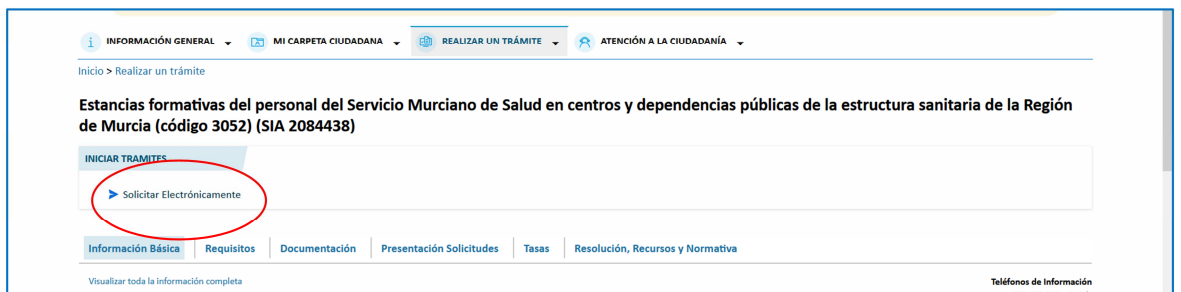 INFORMACIÓN GENERAL MI CARPETA CIUDADANA REALIZAR UN TRÁMITE ATENCIÓN A LA CIUDADANÍA
Inicio > Realizar un trámite
Estancias formativas del personal del Servicio Murciano de Salud en centros y dependencias públicas de la estructura sanitaria de la Región
de Murcia (código 3052) (SIA 2084438)
INICIAR TRAMITES
Solicitar Electrónicamente
Información Básica Requisitos Documentación Presentación Solicitudes Tasas Resolución, Recursos y Normativa
Visualizar toda la información completa Teléfonos de Información